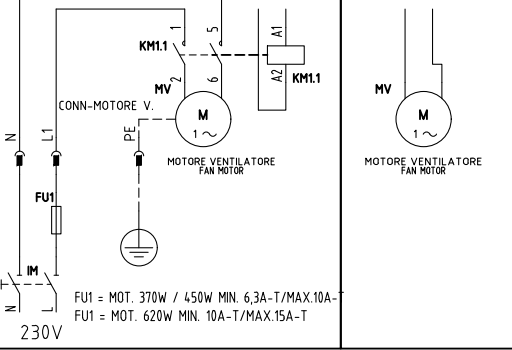 1
5
A1
KM1.1
A2
KM1.1
2
6
MV
CONN-MOTORE V.
M
1~
N
L1
PE
MOTORE VENTILATORE
FAN MOTOR
FU1
IM
N
L
230V
FU1 = MOT. 370W / 450W MIN. 6,3A-T/MAX.10A-T
FU1 = MOT. 620W MIN. 10A-T/MAX.15A-T
MV
M
1~
MOTORE VENTILATORE
FAN MOTOR